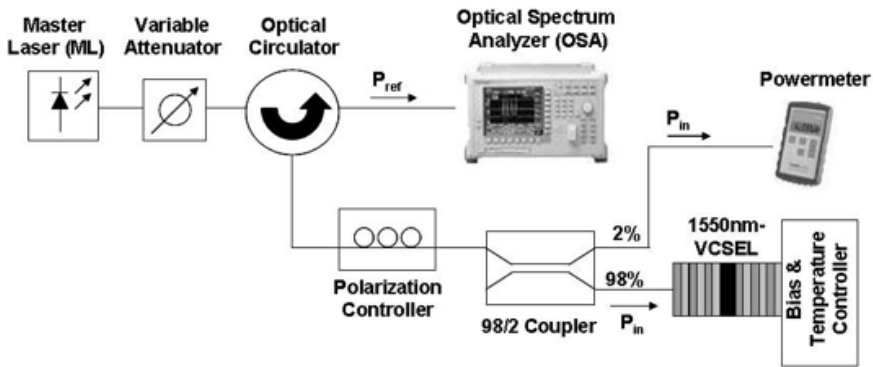 Master
Laser (ML)
Variable
Attenuator
Optical
Circulator
Pref
Optical Spectrum
Analyzer (OSA)
Powermeter
Pin
2%
98%
1550nm-
VCSEL
Polarization
Controller
98/2 Coupler
Pin
Bias &
Temperature
Controller